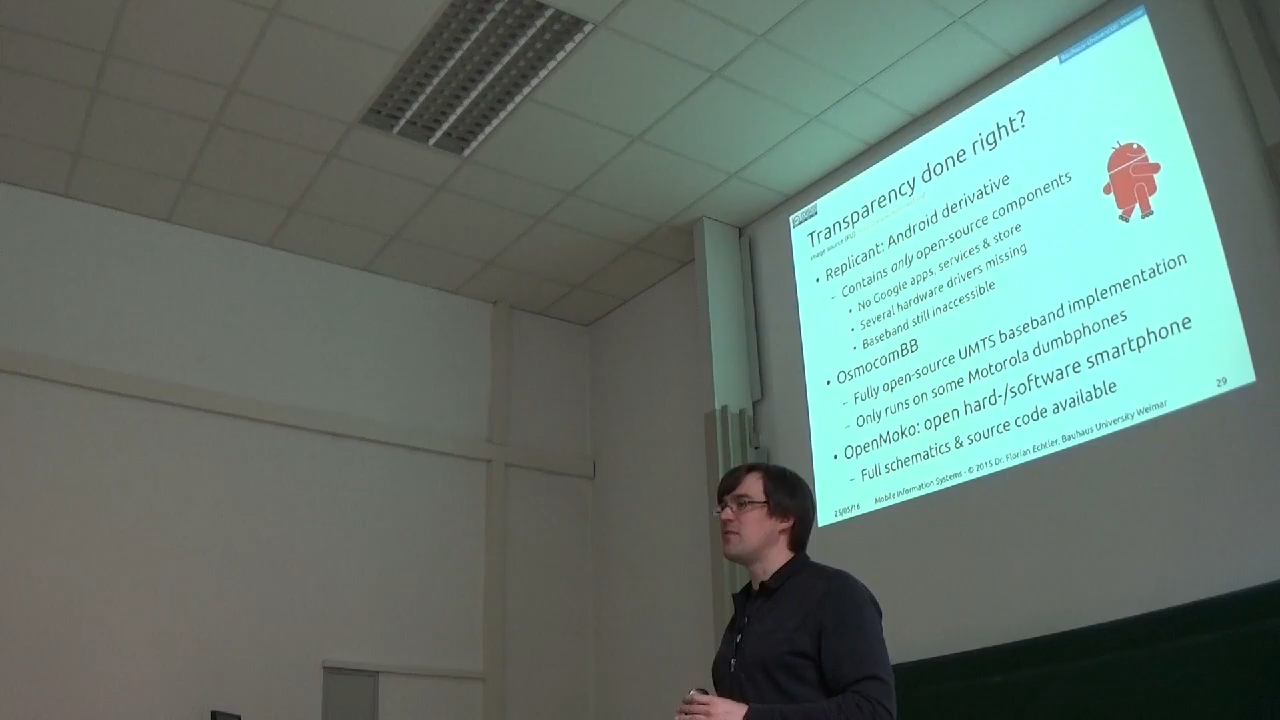 Transparency done right?
• Replicant: Android derivative
– Contains only open-source components
• No Google apps, services & store
• Several hardware drivers missing
• Baseband still inaccessible
• OsmocomBB
– Fully open-source UMTS baseband implementation
– Only runs on some Motorola dumbphones
• OpenMoko: open hard-/software smartphone
– Full schematics & source code available
29
Mobile Information Systems - © 2015 Dr. Florian Echtler, Bauhaus University Weimar